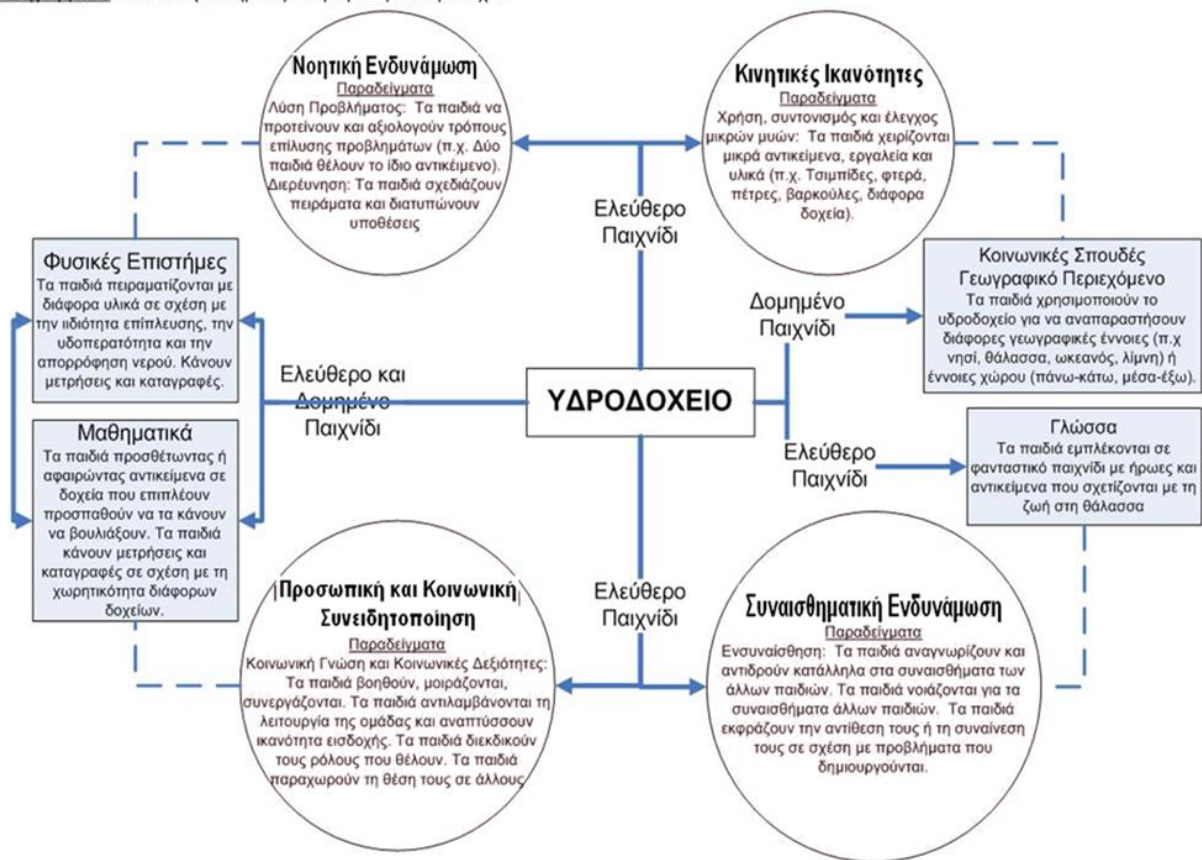 Νοητική Ενδυνάμωση
Παραδείγματα
Λύση Προβλήματος: Τα παιδιά να
προτείνουν και αξιολογούν τρόπους
επίλυσης προβλημάτων (π.χ. Δύο
παιδιά θέλουν το ίδιο αντικέιμενο).
Διερέυνηση: Τα παιδιά σχεδιάζουν
πειράματα και διατυπώνουν
υποθέσεις
Κινητικές Ικανότητες
Παραδείγματα
Χρήση, συντονισμός και έλεγχος
μικρών μυών: Τα παιδιά χειρίζονται
μικρά αντικείμενα, εργαλεία και
υλικά (π.χ. Τσιμπίδες, φτερά,
πέτρες, βαρκούλες, διάφορα
δοχεία).
Ελεύθερο
Παιχνίδι
Φυσικές Επιστήμες
Τα παιδιά πειραματίζονται με
διάφορα υλικά σε σχέση με
την ιιδιότητα επίπλευσης, την
υδοπερατότητα και την
απορρόφηση νερού. Κάνουν
μετρήσεις και καταγραφές.
Κοινωνικές Σπουδές
Γεωγραφικό Περιεχόμενο
Τα παιδιά χρησιμοποιούν το
υδροδοχείο για να αναπαραστήσουν
διάφορες γεωγραφικές έννοιες (π.χ
νησί, θάλασσα, ωκεανός, λίμνη) ή
έννοιες χώρου (πάνω-κάτω, μέσα-έξω).
Δομημένο
Παιχνίδι
Ελεύθερο και
Δομημένο
Παιχνίδι
ΥΔΡΟΔΟΧΕΙΟ
Μαθηματικά
Τα παιδιά προσθέτωντας ή
αφαιρώντας αντικείμενα σε
δοχεία που επιπλέουν
προσπαθούν να τα κάνουν
να βουλιάξουν. Τα παιδιά
κάνουν μετρήσεις και
καταγραφές σε σχέση με τη
χωρητικότητα διάφορων
δοχείων.
Ελεύθερο
Παιχνίδι
Γλώσσα
Τα παιδιά εμπλέκονται σε
φανταστικό παιχνίδι με ήρωες και
αντικείμενα που σχετίζονται με τη
ζωή στη θάλασσα
Ελεύθερο
Παιχνίδι
Προσωπική και Κοινωνική
Συνειδητοποίηση
Παραδείγματα
Κοινωνική Γνώση και Κοινωνικές Δεξιότητες:
Τα παιδιά βοηθούν, μοιράζονται,
συνεργάζονται. Τα παιδιά αντιλαμβάνονται τη
λειτουργία της ομάδας και αναπτύσσουν
ικανότητα εισδοχής. Τα παιδιά διεκδικούν
τους ρόλους που θέλουν. Τα παιδιά
παραχωρούν τη θέση τους σε άλλους
Συναισθηματική Ενδυνάμωση
Παραδείγματα
Ενσυναίσθηση: Τα παιδιά αναγνωρίζουν και
αντιδρούν κατάλληλα στα συναισθήματα των
άλλων παιδιών. Τα παιδιά νοιάζονται για τα
συναισθήματα άλλων παιδιών. Τα παιδιά
εκφράζουν την αντίθεση τους ή τη συναίνεση
τους σε σχέση με προβλήματα που
δημιουργούνται.